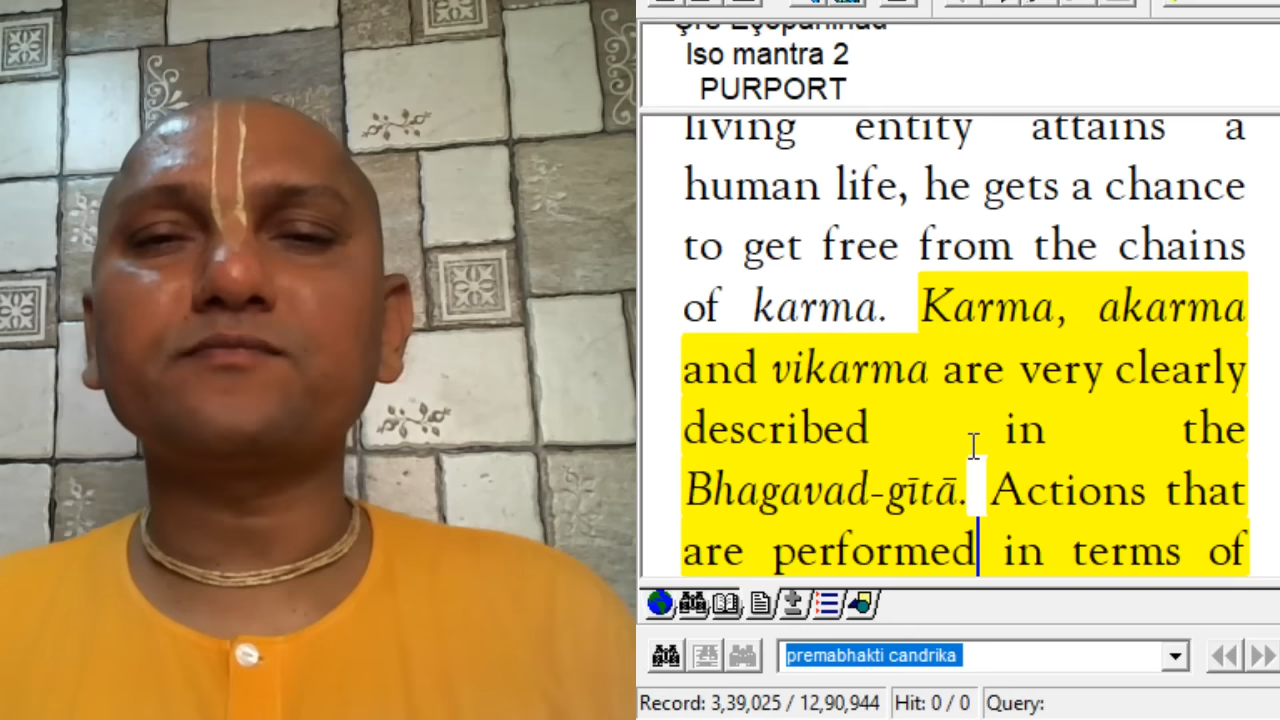 Iso mantra 2
PURPORT
living entity attains a
human life, he gets a chance
to get free from the chains
of karma. Karma, akarma
and vikarma are very clearly
described in the
Bhagavad-gītā. Actions that
are performed in terms of
premabhakti candrika
Record: 3,39,025 / 12,90,944 Hit: 0 / 0 Query: